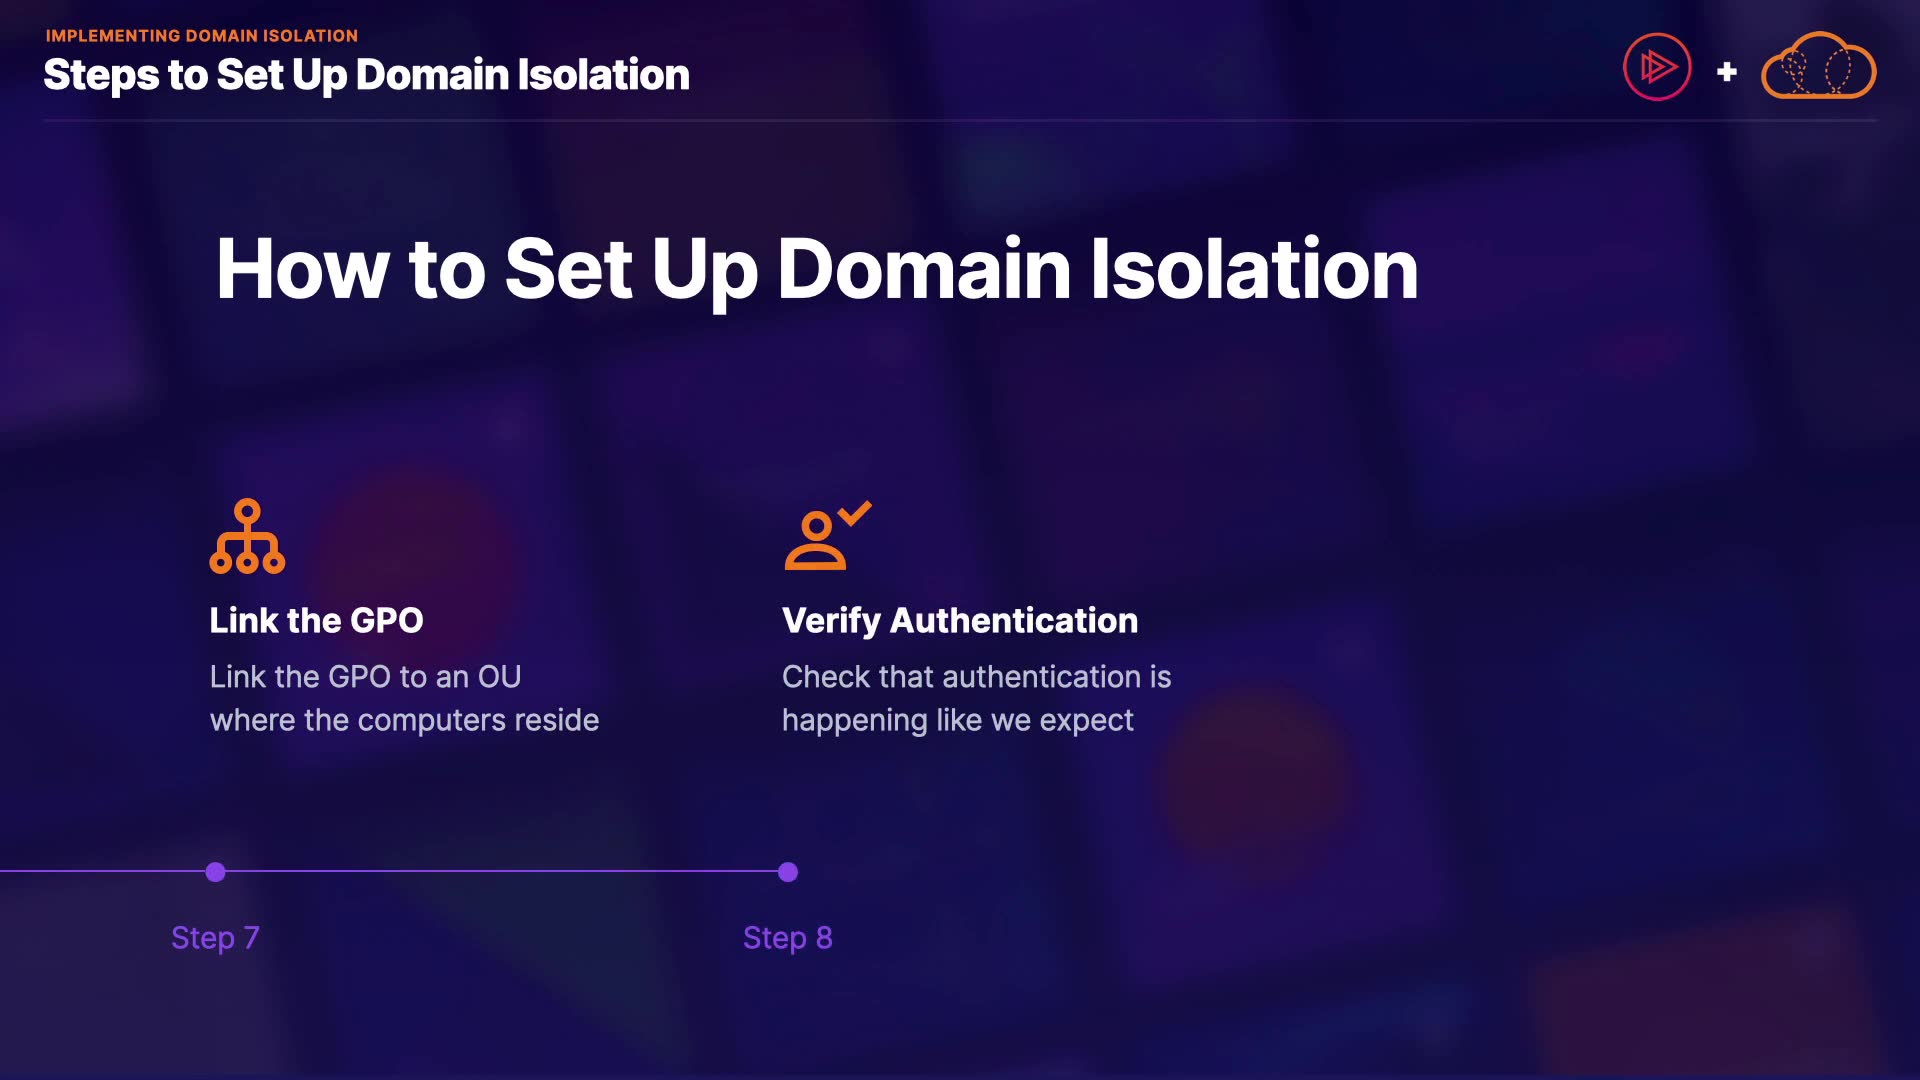 IMPLEMENTING DOMAIN ISOLATION
Steps to Set Up Domain Isolation
+
How to Set Up Domain Isolation
Link the GPO
Link the GPO to an OU
where the computers reside
Verify Authentication
Check that authentication is
happening like we expect
Step 7
Step 8